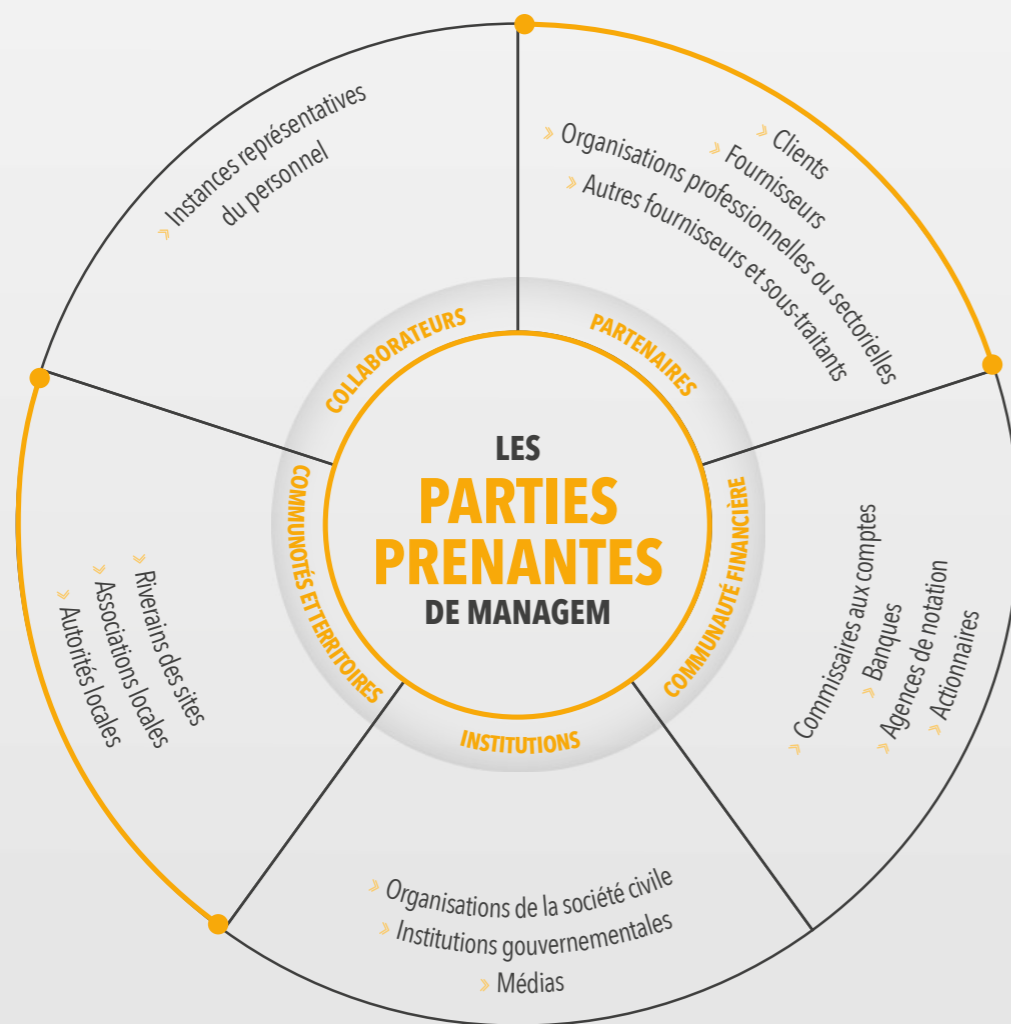 LES
PARTIES
PRENANTES
DE MANAGEM
COLLABORATEURS
Instances représentatives
du personnel
PARTENAIRES
Clients
Fournisseurs
Organisations professionnelles ou sectorielles
Autres fournisseurs et sous-traitants
COMMUNAUTÉ FINANCIÈRE
Commissaires aux comptes
Banques
Agences de notation
Actionnaires
INSTITUTIONS
Organisations de la société civile
Institutions gouvernementales
Médias
COMMUNOTÉS ET TERRITOIRES
Riverains des sites
Associations locales
Autorités locales